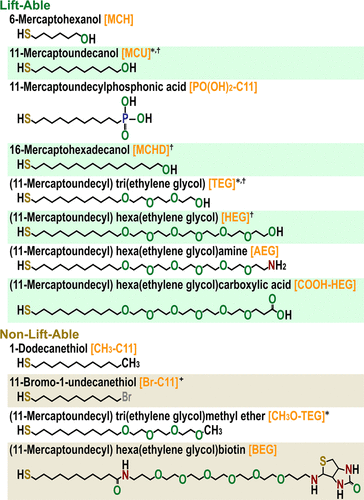 Lift-Able
6-Mercaptohexanol [MCH]
HS OH
11-Mercaptoundecanol [MCU]*,†
HS OH
11-Mercaptoundecylphosphonic acid [PO(OH)₂-C11]
OH
HS P OH
O
16-Mercaptohexadecanol [MCHD]†
HS OH
(11-Mercaptoundecyl) tri(ethylene glycol) [TEG]*,†
HS O O O OH
(11-Mercaptoundecyl) hexa(ethylene glycol) [HEG]†
HS O O O O O O OH
(11-Mercaptoundecyl) hexa(ethylene glycol)amine [AEG]
HS O O O O O O NH₂
(11-Mercaptoundecyl) hexa(ethylene glycol)carboxylic acid [COOH-HEG]
HS O O O O O O O OH
Non-Lift-Able
1-Dodecanethiol [CH₃-C11]
HS CH₃
11-Bromo-1-undecanethiol [Br-C11]⁺
HS Br
(11-Mercaptoundecyl) tri(ethylene glycol)methyl ether [CH₃O-TEG]*
HS O O O OCH₃
(11-Mercaptoundecyl) hexa(ethylene glycol)biotin [BEG]
HS O H N O O O O O O HN O S H N N H O